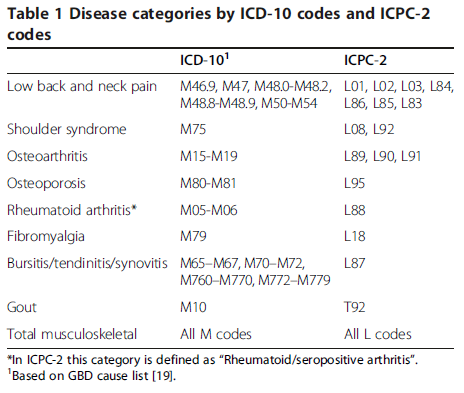 Table 1 Disease categories by ICD-10 codes and ICPC-2
codes
ICD-10¹ ICPC-2
Low back and neck pain M46.9, M47, M48.0-M48.2, L01, L02, L03, L84,
M48.8-M48.9, M50-M54 L86, L85, L83
Shoulder syndrome M75 L08, L92
Osteoarthritis M15-M19 L89, L90, L91
Osteoporosis M80-M81 L95
Rheumatoid arthritis* M05-M06 L88
Fibromyalgia M79 L18
Bursitis/tendinitis/synovitis M65–M67, M70–M72, L87
M760–M770, M772–M779
Gout M10 T92
Total musculoskeletal All M codes All L codes
*In ICPC-2 this category is defined as “Rheumatoid/seropositive arthritis”.
¹Based on GBD cause list [19].